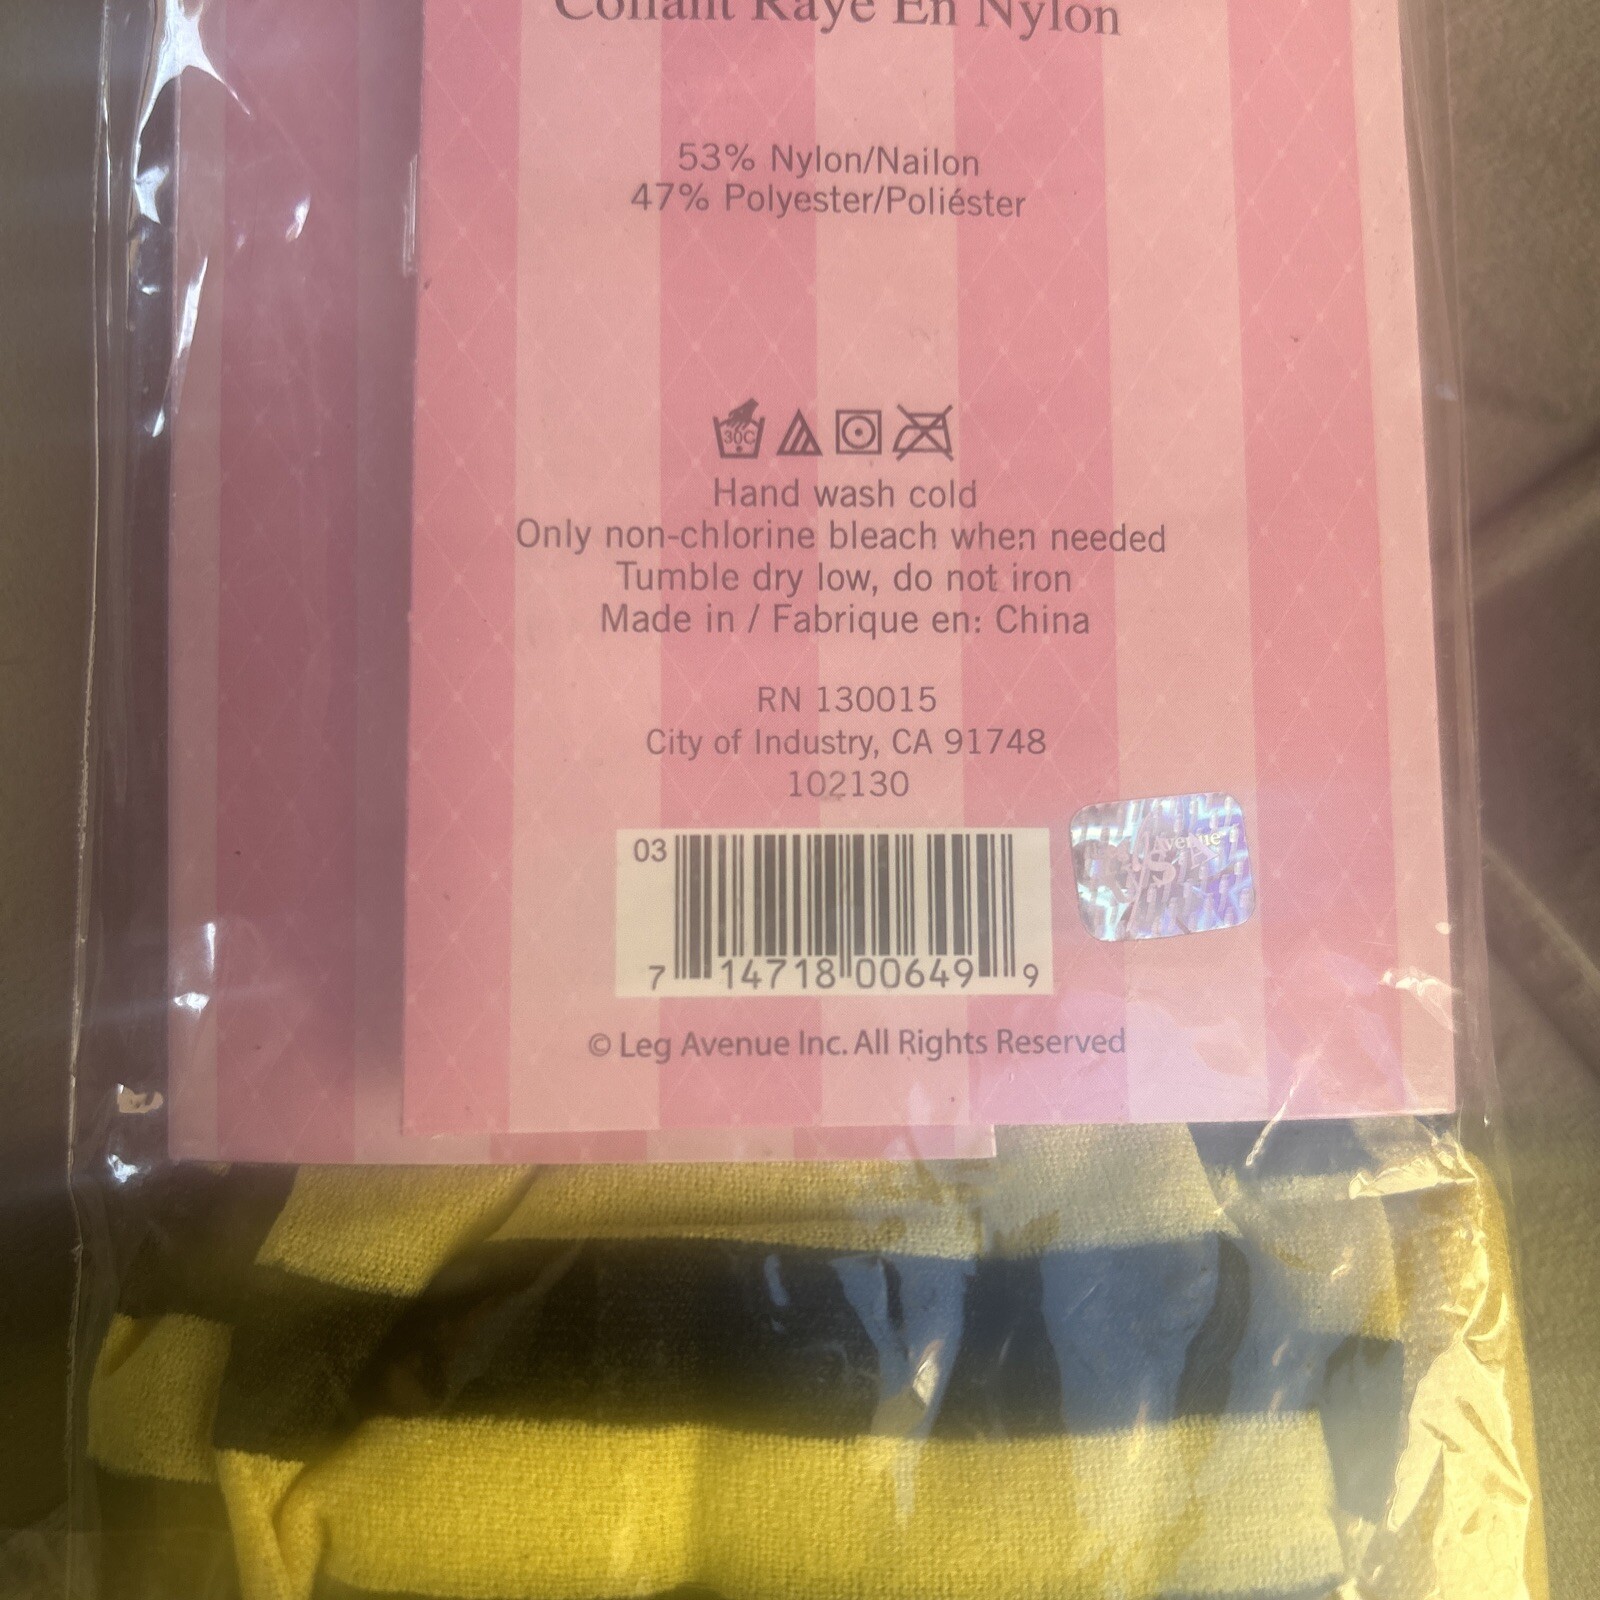 Collant Raye En Nylon
53% Nylon/Nailon
47% Polyester/Poliéster
30C
Hand wash cold
Only non-chlorine bleach when needed
Tumble dry low, do not iron
Made in / Fabrique en: China
RN 130015
City of Industry, CA 91748
102130
03
7 14718 00649 9
Avenue
© Leg Avenue Inc. All Rights Reserved